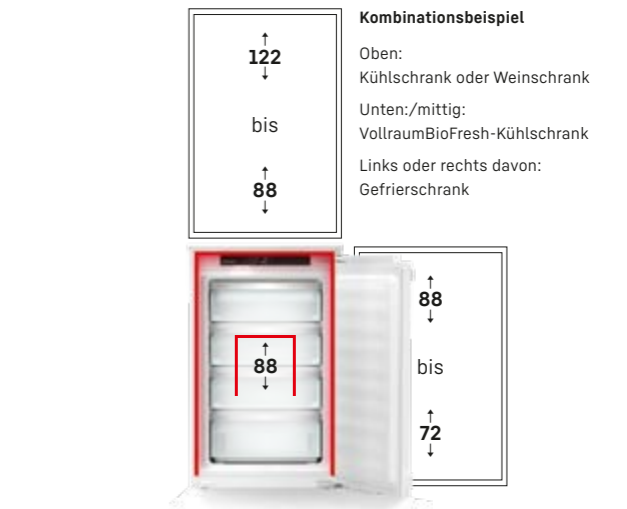 Kombinationsbeispiel
Oben:
Kühlschrank oder Weinschrank
Unten:/mittig:
VollraumBioFresh-Kühlschrank
Links oder rechts davon:
Gefrierschrank
122
bis
88
88
88
bis
72